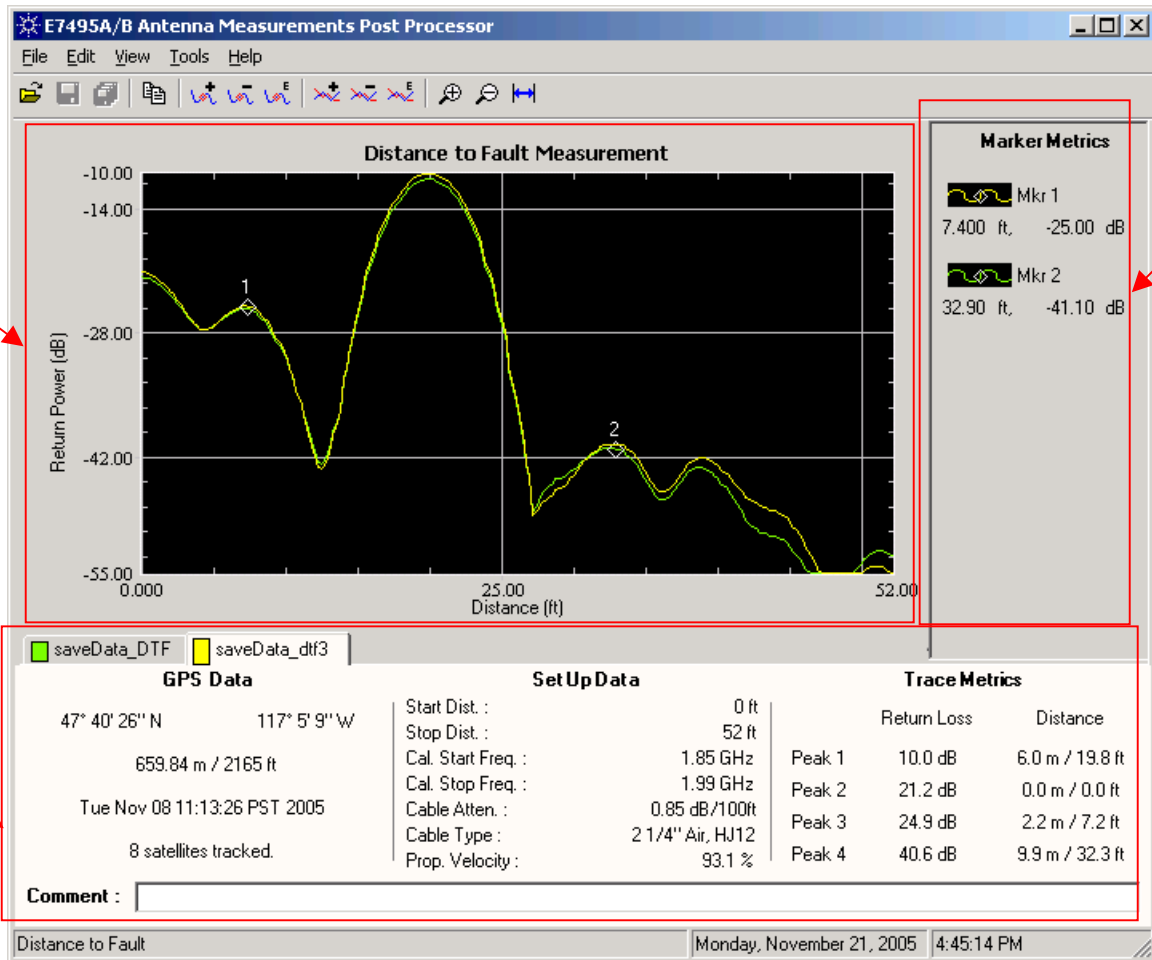 E7495A/B Antenna Measurements Post Processor
File Edit View Tools Help
Distance to Fault Measurement
Return Power (dB)
-10.00
-14.00
-28.00
-42.00
-55.00
1
2
0.000 25.00 52.00
Distance (ft)
Marker Metrics
Mkr 1
7.400 ft, -25.00 dB
Mkr 2
32.90 ft, -41.10 dB
saveData_DTF saveData_dtf3
GPS Data
47° 40' 26" N 117° 5' 9" W
659.84 m / 2165 ft
Tue Nov 08 11:13:26 PST 2005
8 satellites tracked.
Set Up Data
Start Dist. : 0 ft
Stop Dist. : 52 ft
Cal. Start Freq. : 1.85 GHz
Cal. Stop Freq. : 1.99 GHz
Cable Atten. : 0.85 dB/100ft
Cable Type : 2 1/4" Air, HJ12
Prop. Velocity : 93.1 %
Trace Metrics
Return Loss Distance
Peak 1 10.0 dB 6.0 m / 19.8 ft
Peak 2 21.2 dB 0.0 m / 0.0 ft
Peak 3 24.9 dB 2.2 m / 7.2 ft
Peak 4 40.6 dB 9.9 m / 32.3 ft
Comment :
Distance to Fault Monday, November 21, 2005 4:45:14 PM